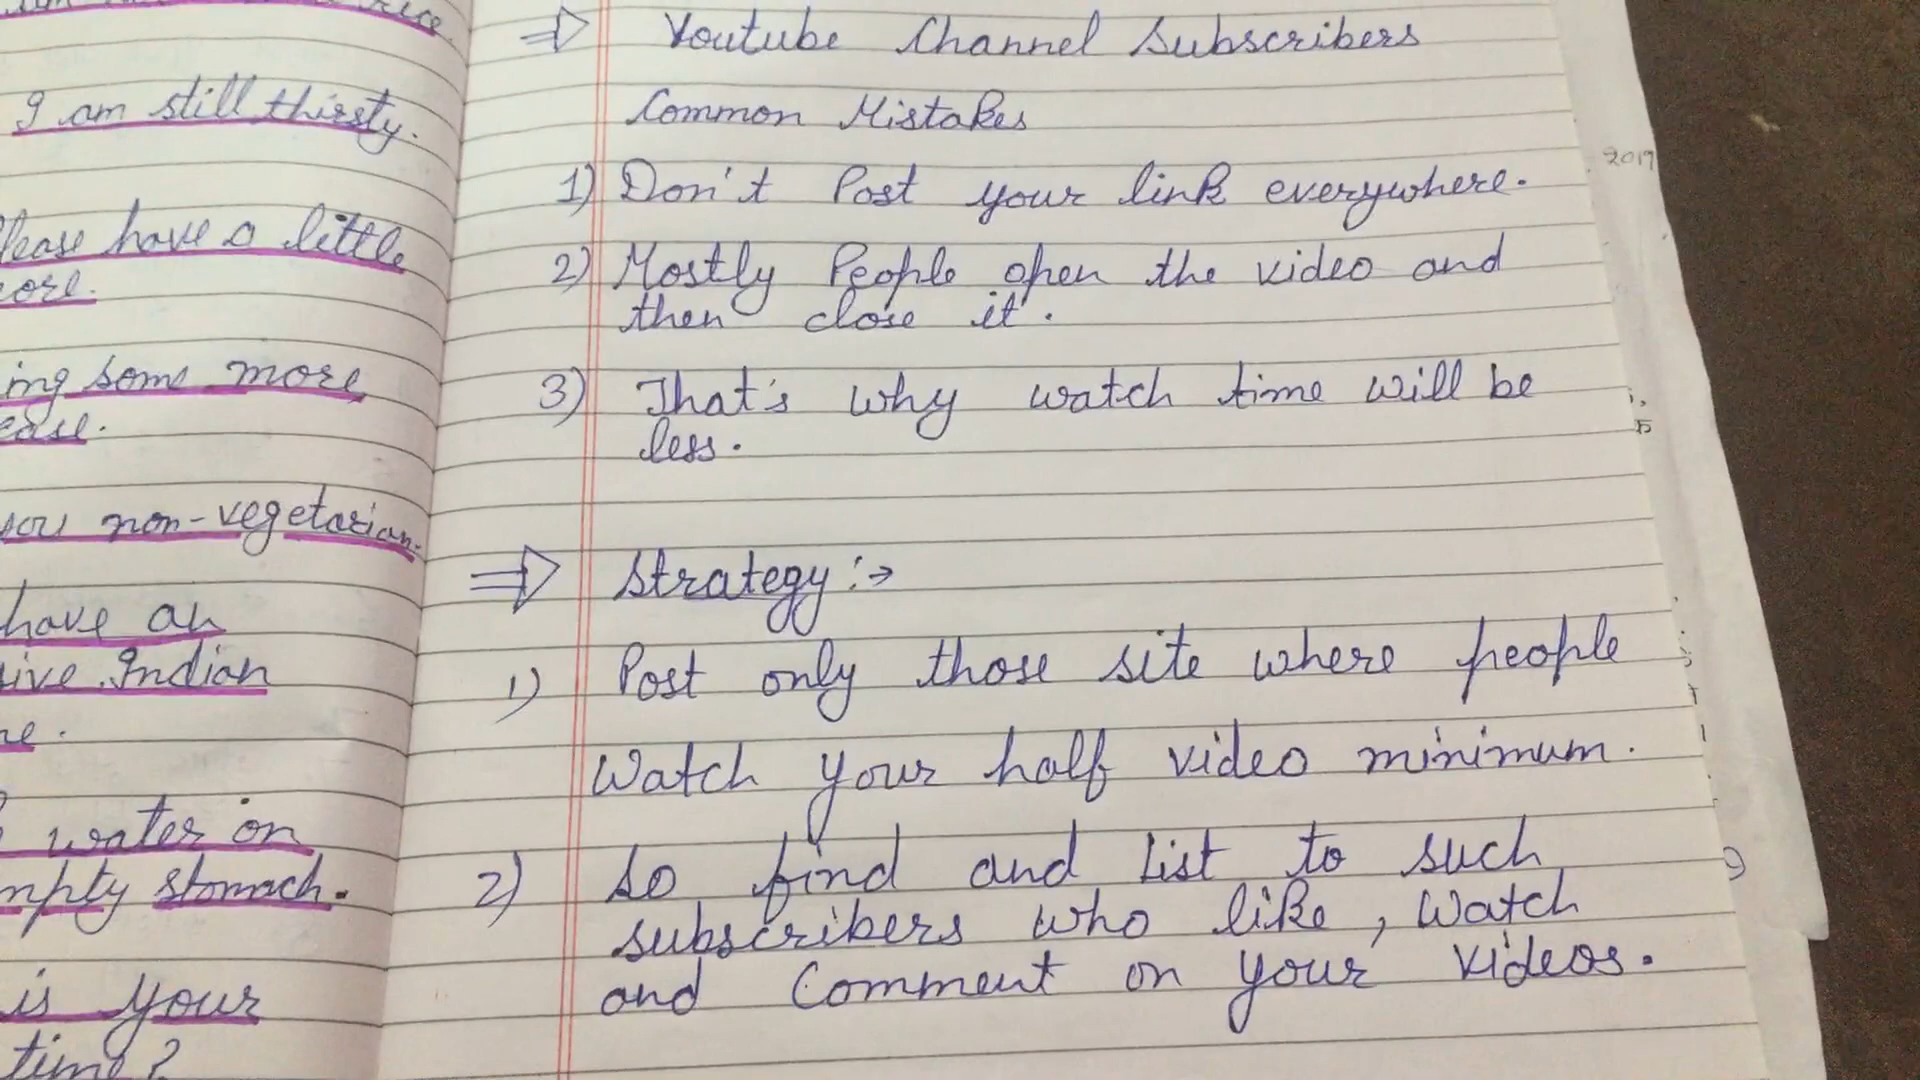 I am still thirsty.
have a little
ing some more
you non-vegetarian.
have an
Indian
water on
stomach.
is your
time?
⇒ Youtube Channel Subscribers
Common Mistakes
1) Don't Post your link everywhere.
2) Mostly People open the video and
then close it.
3) That's why watch time will be
less.
⇒ Strategy :→
1) Post only those site where people
Watch your half video minimum.
2) So find and List to such
subscribers who like, Watch
and Comment on your videos.
2019